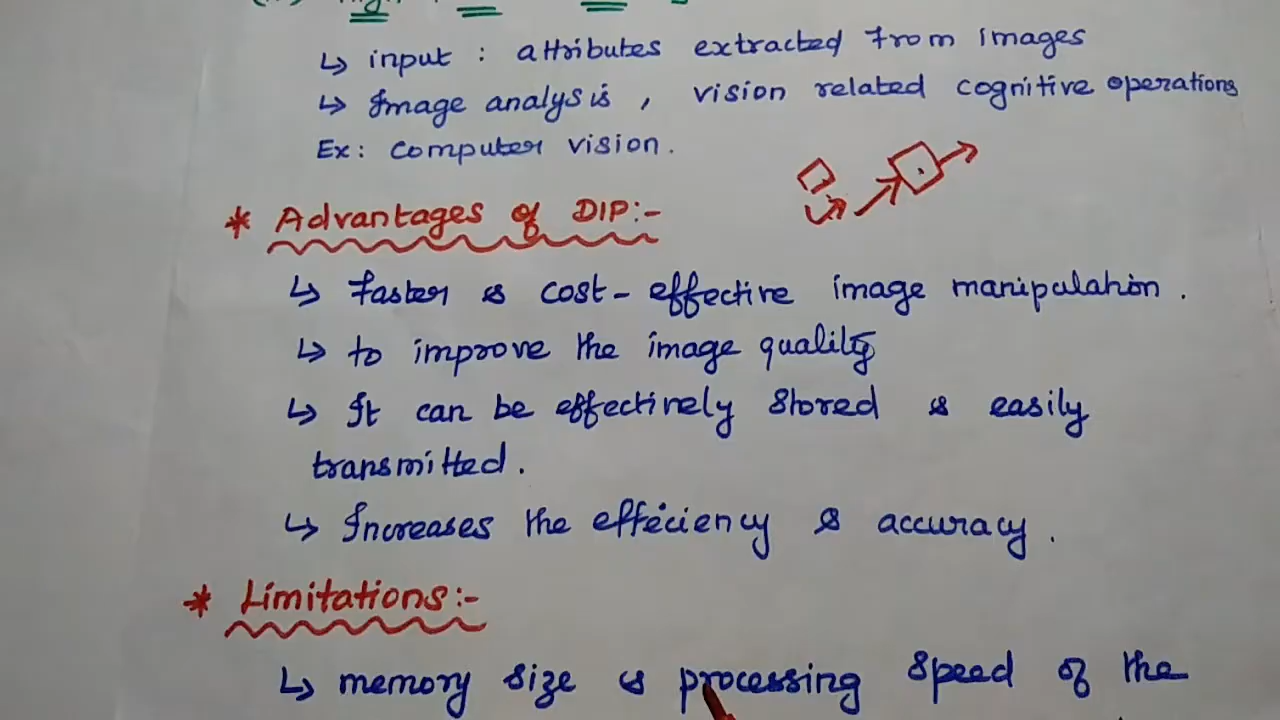 ↳ input : attributes extracted from images
↳ Image analysis , vision related cognitive operations
Ex: Computer vision.
* Advantages of DIP:-
↳ Faster & cost-effective image manipulation.
↳ to improve the image quality
↳ It can be effectively stored & easily
transmitted.
↳ Increases the efficiency & accuracy.
* Limitations:-
↳ memory size & processing speed of the